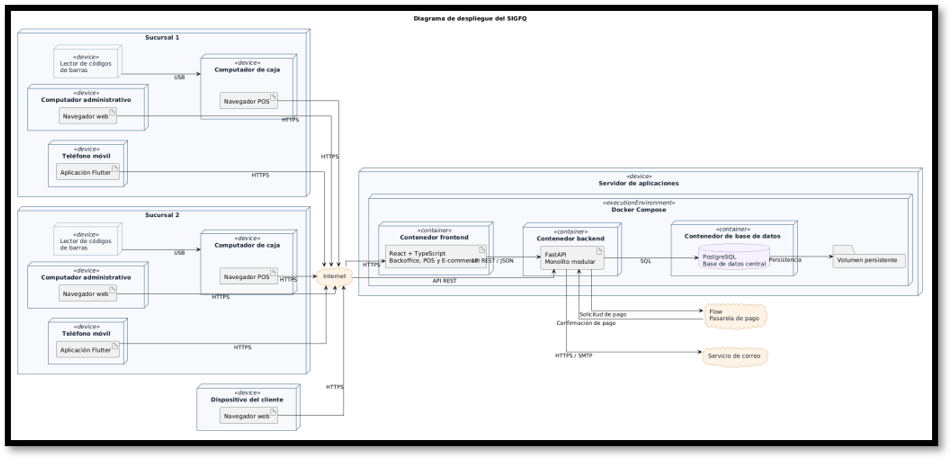 Diagrama de despliegue del SIGFQ
Sucursal 1
«device»
Lector de códigos
de barras
USB
«device»
Computador de caja
Navegador POS
HTTPS
«device»
Computador administrativo
Navegador web
HTTPS
«device»
Teléfono móvil
Aplicación Flutter
HTTPS
Sucursal 2
«device»
Lector de códigos
de barras
USB
«device»
Computador de caja
Navegador POS
HTTPS
«device»
Computador administrativo
Navegador web
HTTPS
«device»
Teléfono móvil
Aplicación Flutter
HTTPS
«device»
Dispositivo del cliente
Navegador web
HTTPS
Internet
HTTPS
API REST
«device»
Servidor de aplicaciones
«executionEnvironment»
Docker Compose
«container»
Contenedor frontend
React + TypeScript
Backoffice, POS y E-commerce
API REST / JSON
«container»
Contenedor backend
FastAPI
Monolito modular
SQL
«container»
Contenedor de base de datos
PostgreSQL
Base de datos central
Persistencia
Volumen persistente
Solicitud de pago
Confirmación de pago
Flow
Pasarela de pago
HTTPS / SMTP
Servicio de correo